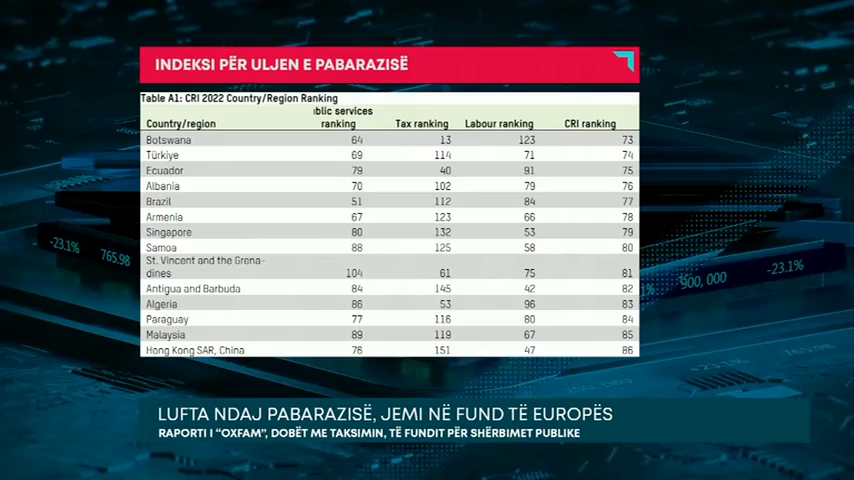 INDEKSI PËR ULJEN E PABARAZISË
Table A1: CRI 2022 Country/Region Ranking
Country/region blic services ranking Tax ranking Labour ranking CRI ranking
Botswana 64 13 123 73
Türkiye 69 114 71 74
Ecuador 79 40 91 75
Albania 70 102 79 76
Brazil 51 112 84 77
Armenia 67 123 66 78
Singapore 80 132 53 79
Samoa 88 125 58 80
St. Vincent and the Grena-
dines 104 61 75 81
Antigua and Barbuda 84 145 42 82
Algeria 86 53 96 83
Paraguay 77 116 80 84
Malaysia 89 119 67 85
Hong Kong SAR, China 76 151 47 86
-23.1% 765.98
900, 000 -23.1%
LUFTA NDAJ PABARAZISË, JEMI NË FUND TË EUROPËS
RAPORTI I “OXFAM”, DOBËT ME TAKSIMIN, TË FUNDIT PËR SHËRBIMET PUBLIKE